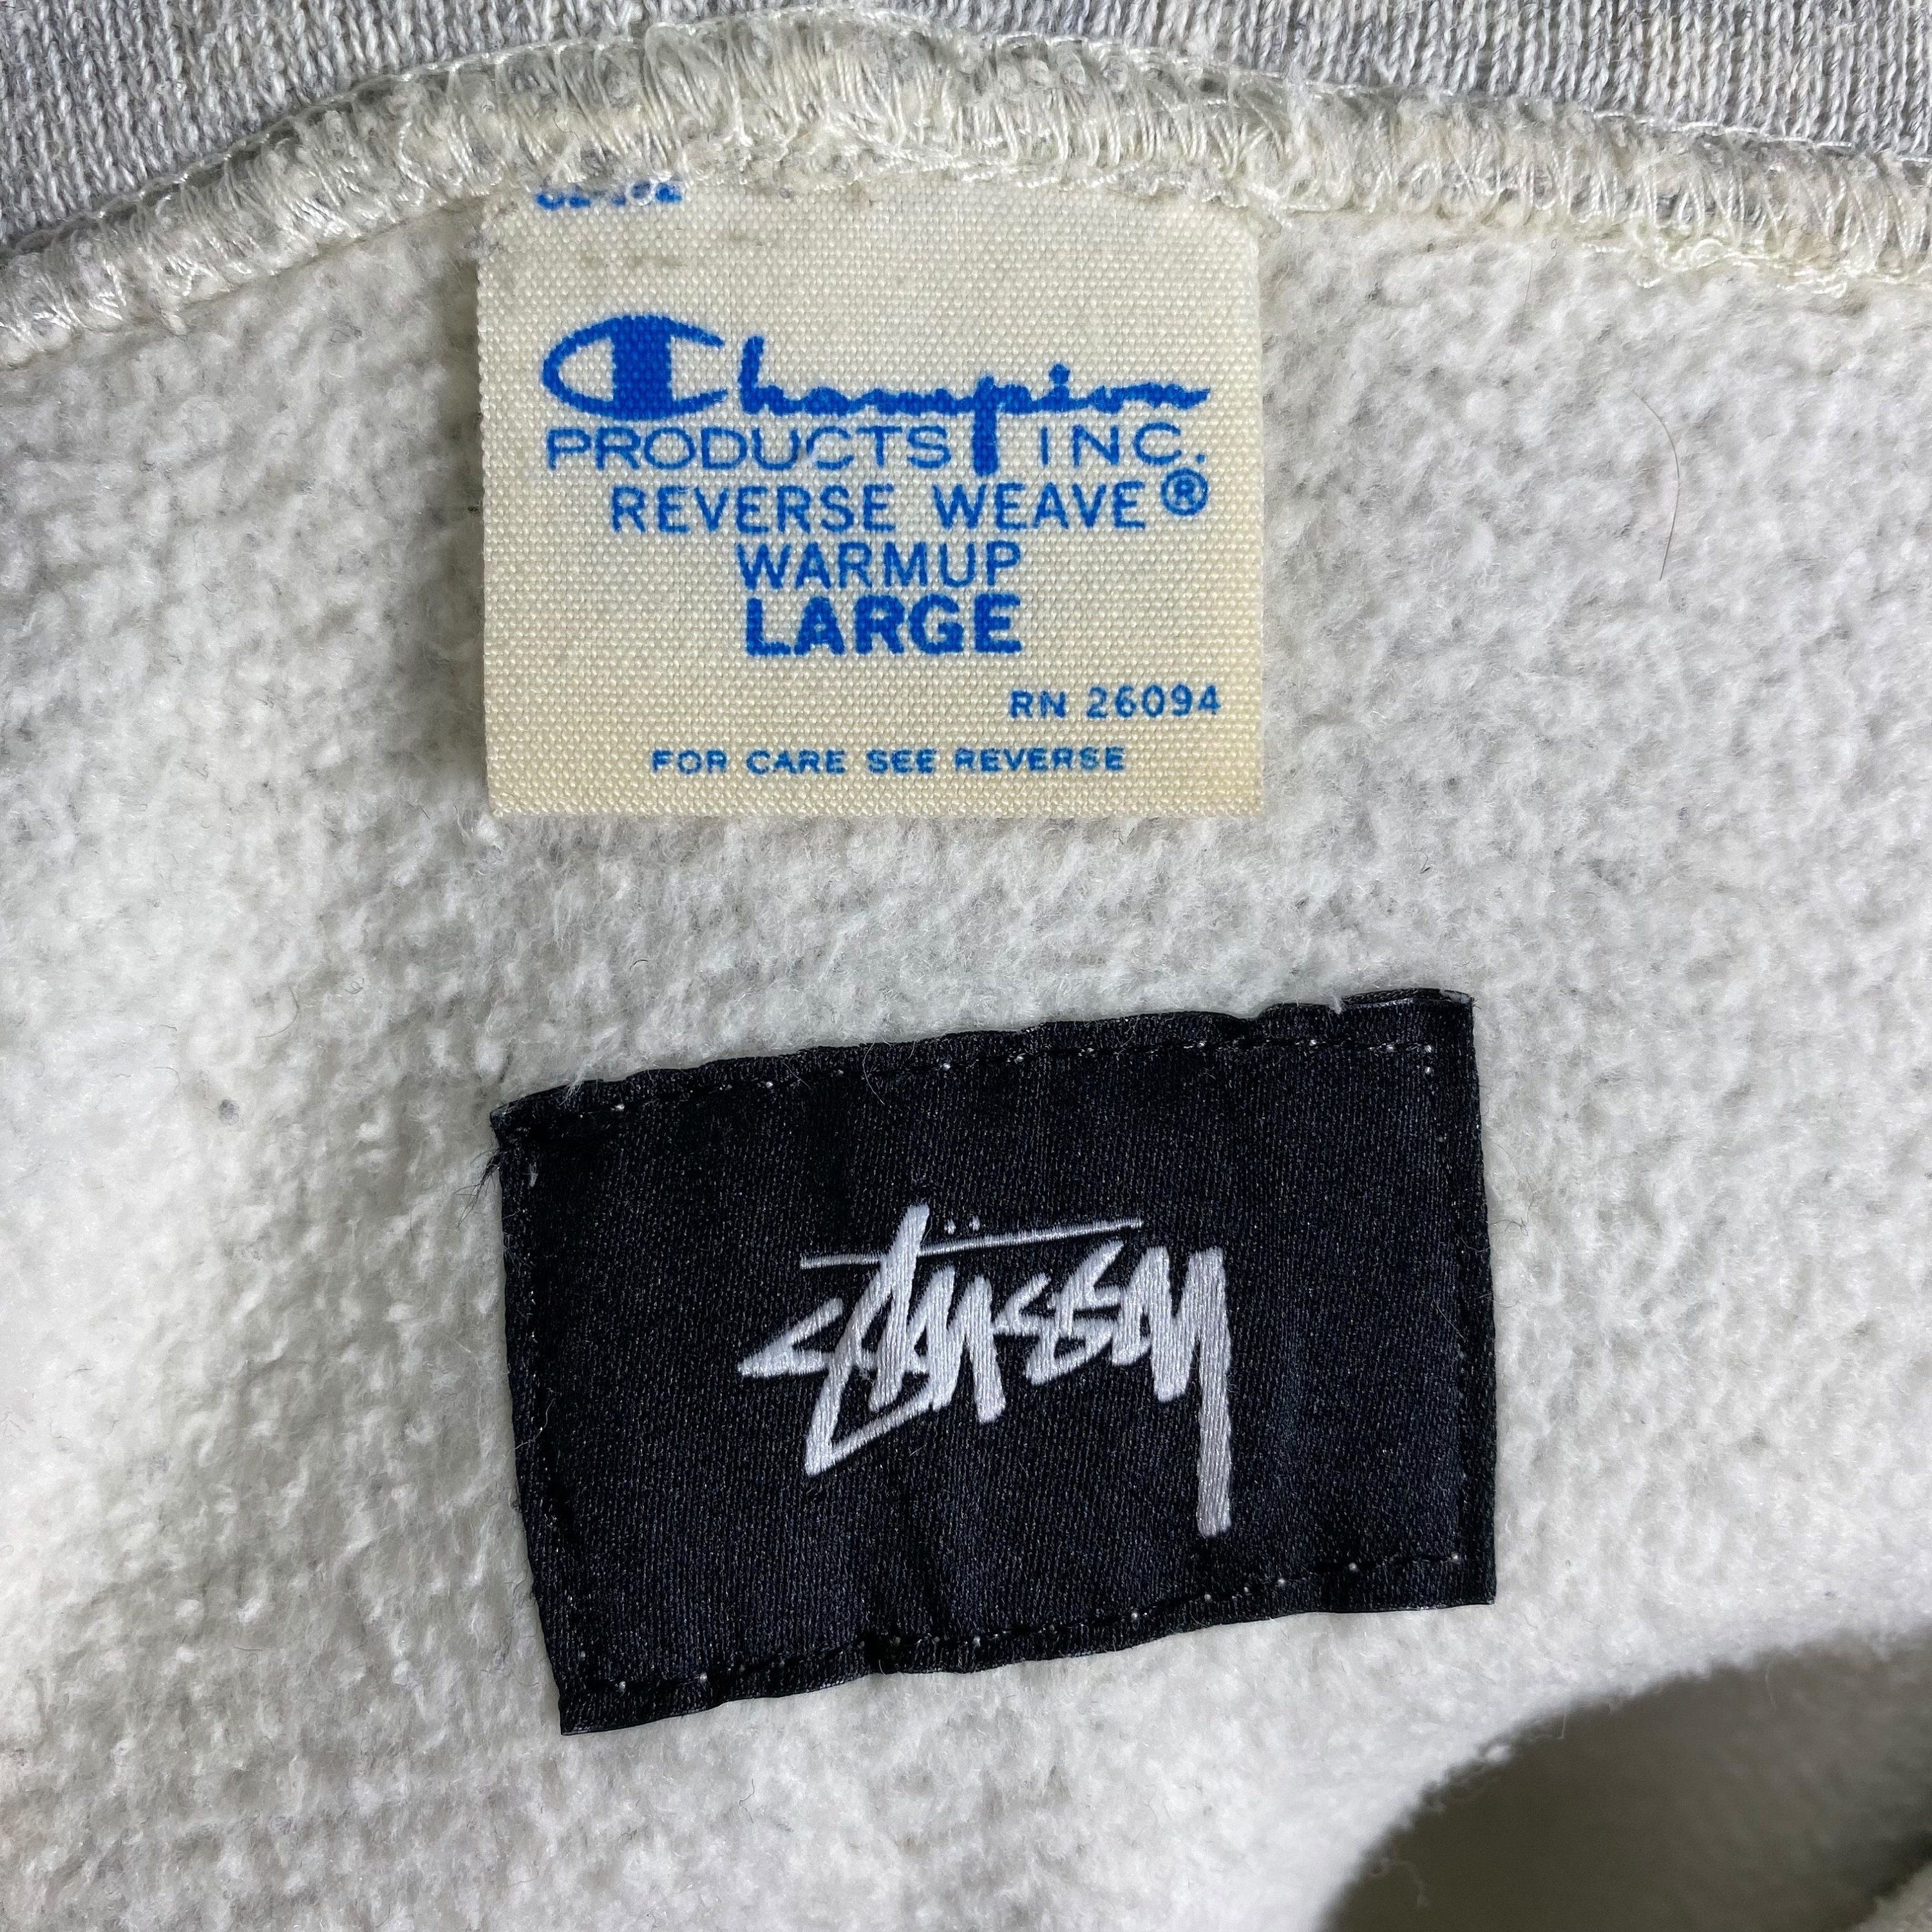 Champion
PRODUCTS INC.
REVERSE WEAVE®
WARMUP
LARGE
RN 26094
FOR CARE SEE REVERSE
Stüssy